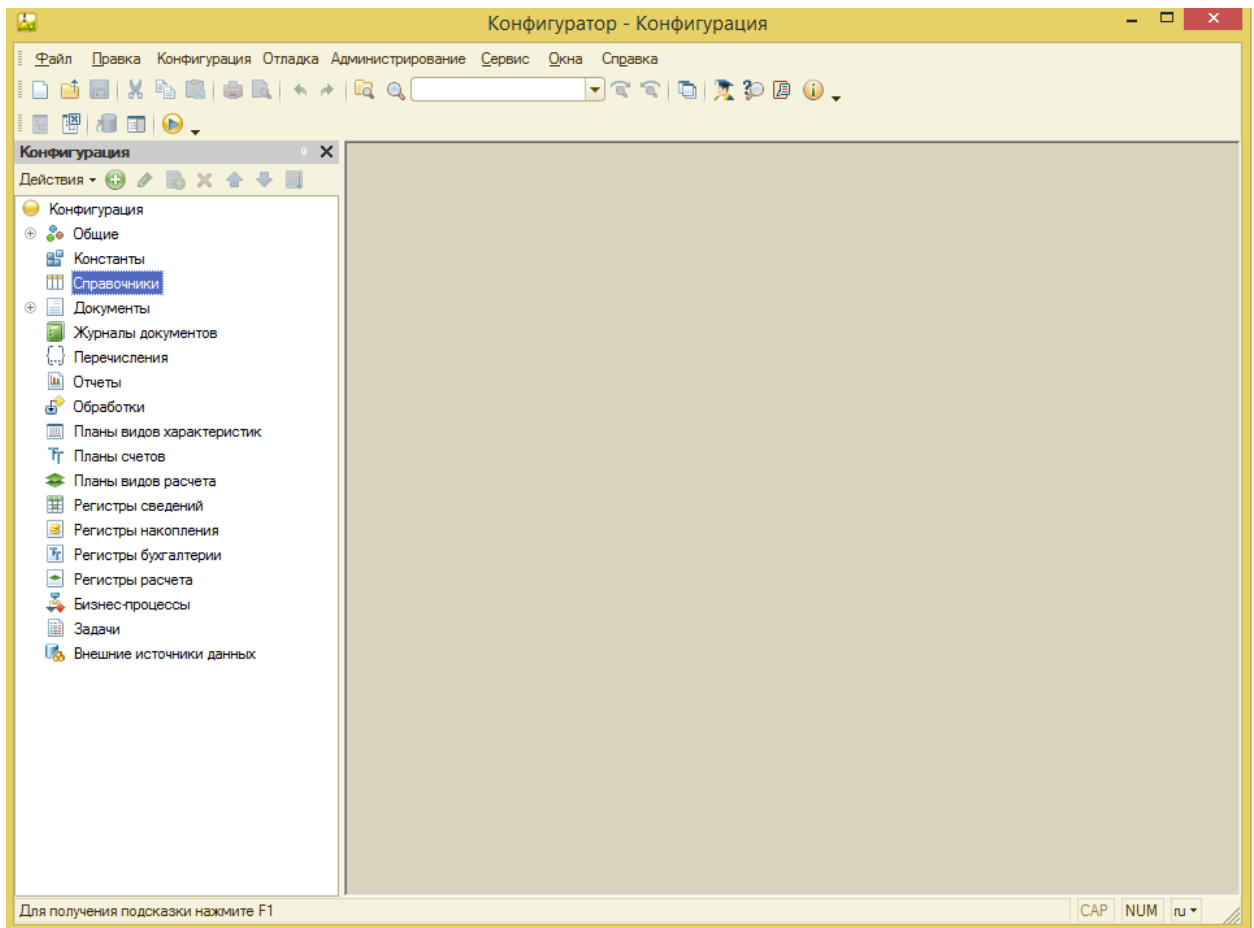 Конфигуратор - Конфигурация
Файл Правка Конфигурация Отладка Администрирование Сервис Окна Справка
Конфигурация
Действия
Конфигурация
Общие
Константы
Справочники
Документы
Журналы документов
Перечисления
Отчеты
Обработки
Планы видов характеристик
Планы счетов
Планы видов расчета
Регистры сведений
Регистры накопления
Регистры бухгалтерии
Регистры расчета
Бизнес-процессы
Задачи
Внешние источники данных
Для получения подсказки нажмите F1 CAP NUM ru